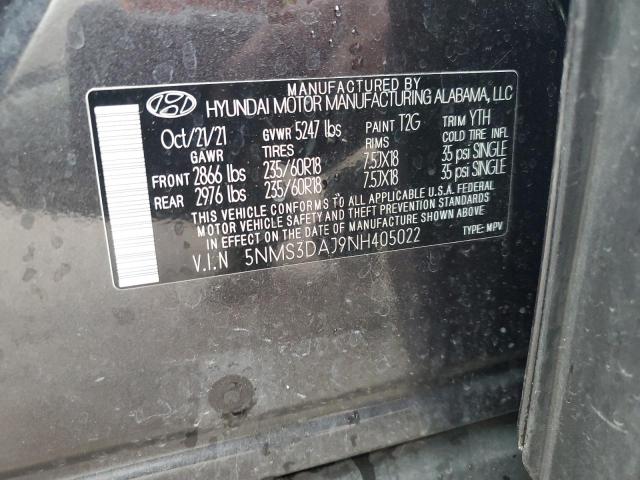 MANUFACTURED BY
HYUNDAI MOTOR MANUFACTURING ALABAMA, LLC
Oct/21/21 GVWR 5247 lbs PAINT T2G TRIM YTH
GAWR TIRES RIMS COLD TIRE INFL
FRONT 2866 lbs 235/60R18 7.5JX18 35 psi SINGLE
REAR 2976 lbs 235/60R18 7.5JX18 35 psi SINGLE
THIS VEHICLE CONFORMS TO ALL APPLICABLE U.S.A. FEDERAL
MOTOR VEHICLE SAFETY AND THEFT PREVENTION STANDARDS
IN EFFECT ON THE DATE OF MANUFACTURE SHOWN ABOVE.
V.I.N 5NMS3DAJ9NH405022 TYPE: MPV